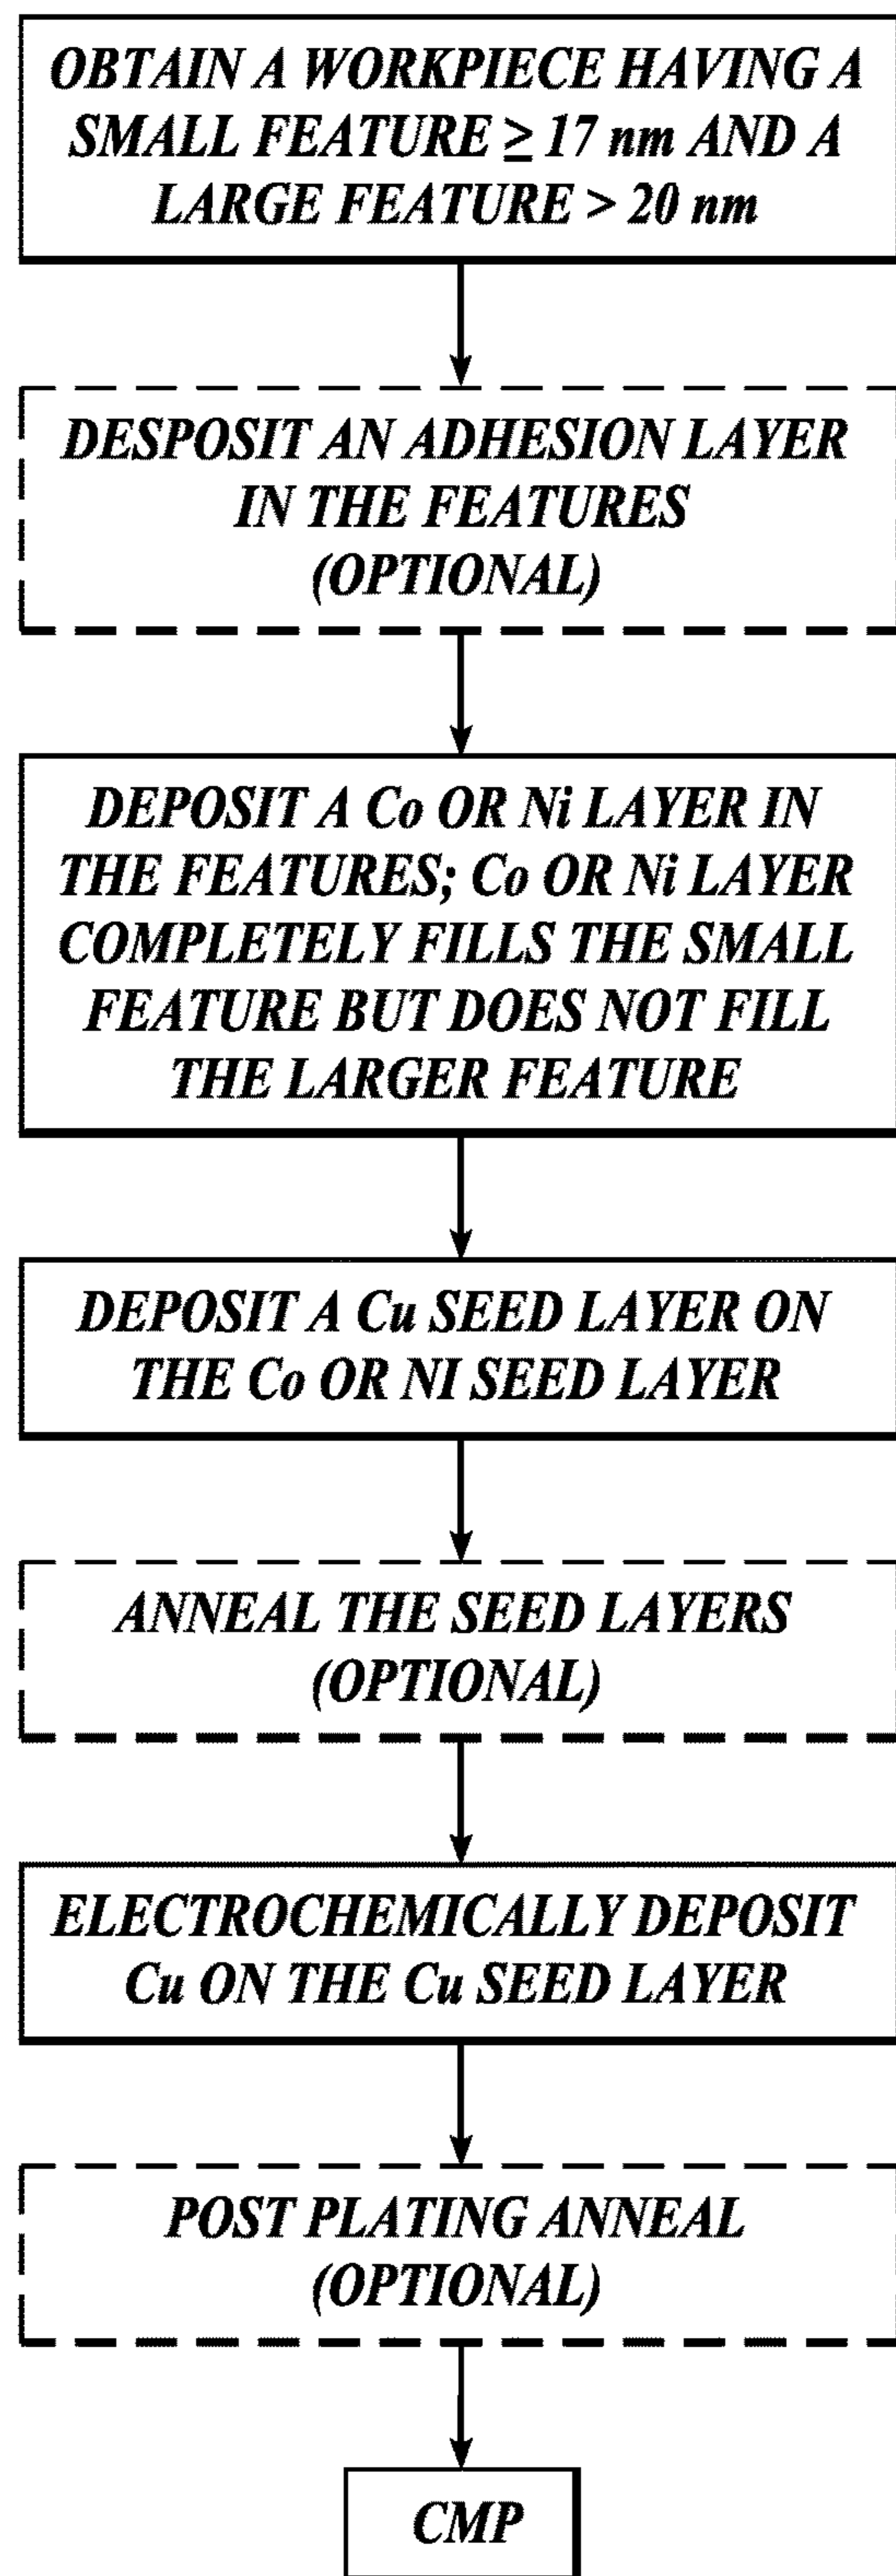 OBTAIN A WORKPIECE HAVING A
SMALL FEATURE ≥ 17 nm AND A
LARGE FEATURE > 20 nm
DESPOSIT AN ADHESION LAYER
IN THE FEATURES
(OPTIONAL)
DEPOSIT A Co OR Ni LAYER IN
THE FEATURES; Co OR Ni LAYER
COMPLETELY FILLS THE SMALL
FEATURE BUT DOES NOT FILL
THE LARGER FEATURE
DEPOSIT A Cu SEED LAYER ON
THE Co OR NI SEED LAYER
ANNEAL THE SEED LAYERS
(OPTIONAL)
ELECTROCHEMICALLY DEPOSIT
Cu ON THE Cu SEED LAYER
POST PLATING ANNEAL
(OPTIONAL)
CMP